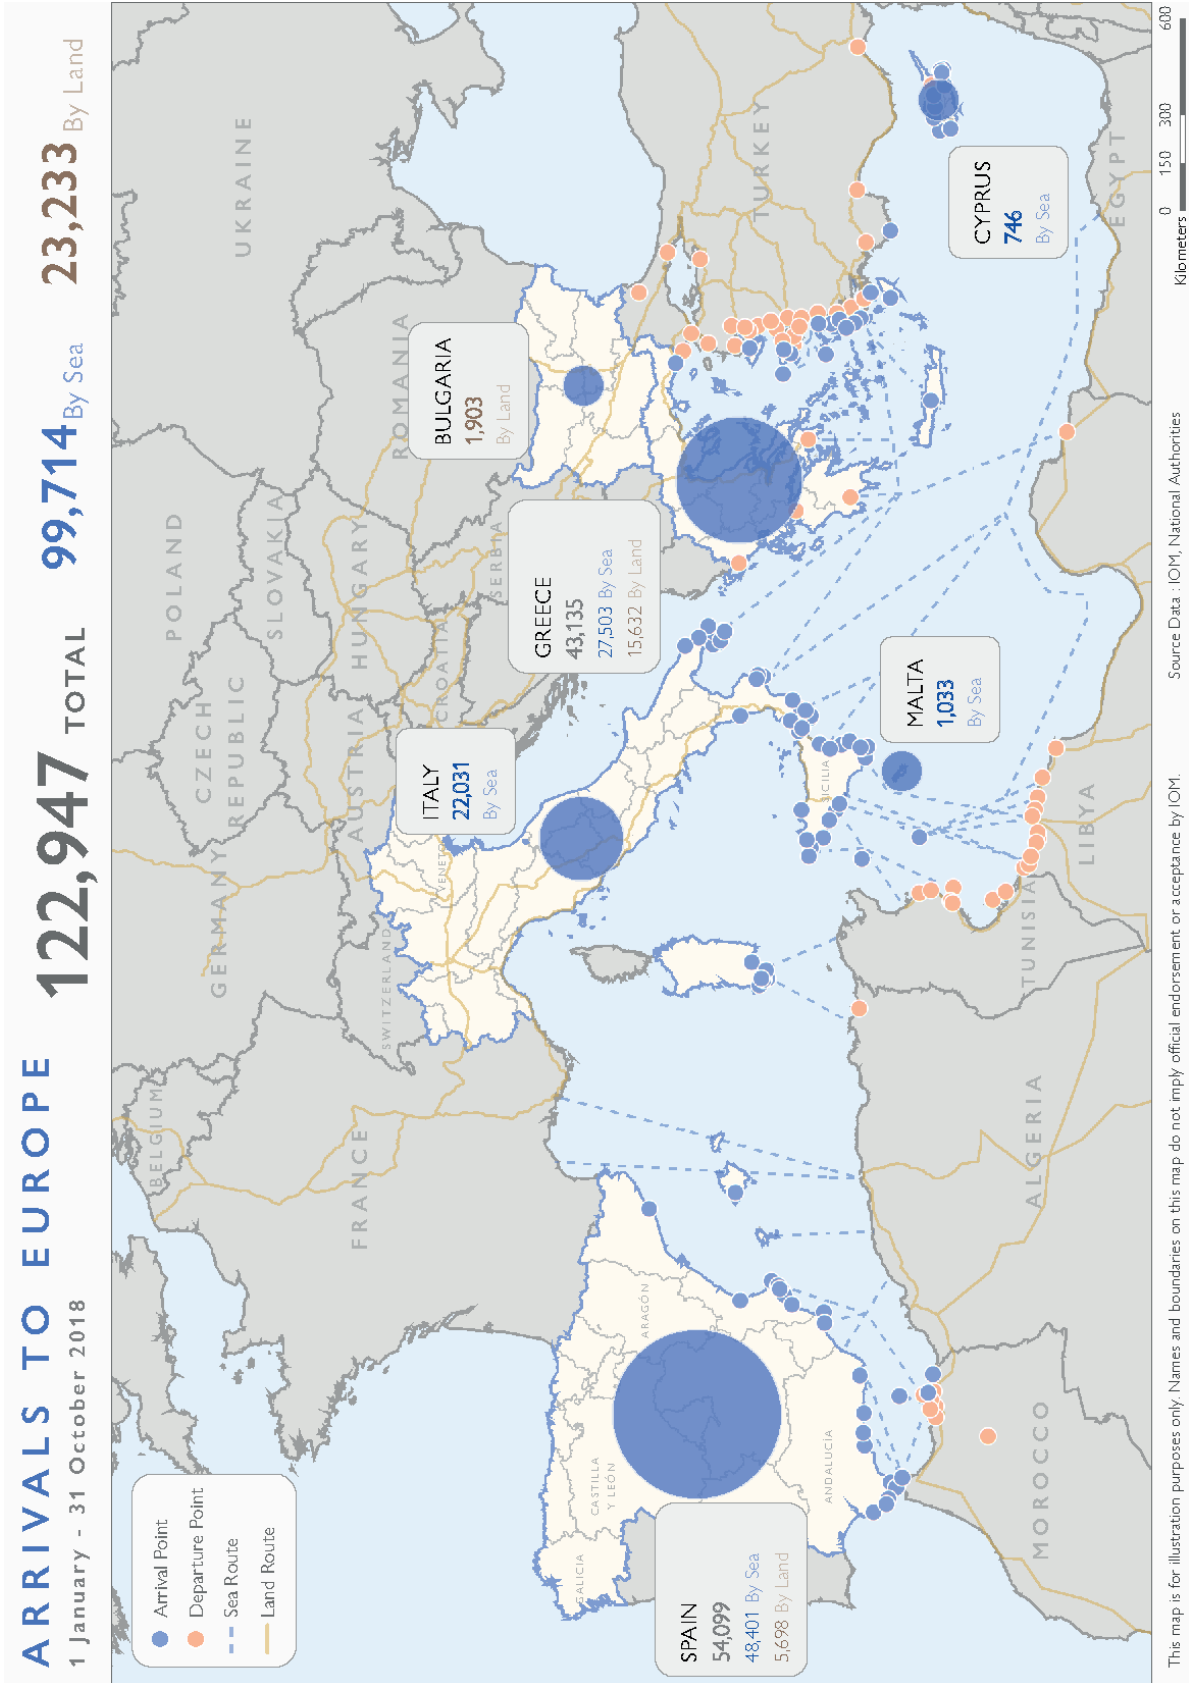 ARRIVALS TO EUROPE
1 January - 31 October 2018
122,947 TOTAL
99,714 By Sea
23,233 By Land
Arrival Point
Departure Point
Sea Route
Land Route
BELGIUM
GERMANY
CZECH
REPUBLIC
POLAND
SLOVAKIA
UKRAINE
FRANCE
SWITZERLAND
AUSTRIA
HUNGARY
ROMANIA
CROATIA
SERBIA
VENETO
ITALY
22,031
By Sea
BULGARIA
1,903
By Land
GREECE
43,135
27,503 By Sea
15,632 By Land
TURKEY
GALICIA
CASTILLA
Y LEÓN
ARAGÓN
ANDALUCÍA
SPAIN
54,099
48,401 By Sea
5,698 By Land
SICILIA
MALTA
1,033
By Sea
CYPRUS
746
By Sea
MOROCCO
ALGERIA
TUNISIA
LIBYA
EGYPT
Kilometers
0 150 300 600
This map is for illustration purposes only. Names and boundaries on this map do not imply official endorsement or acceptance by IOM.
Source Data : IOM, National Authorities